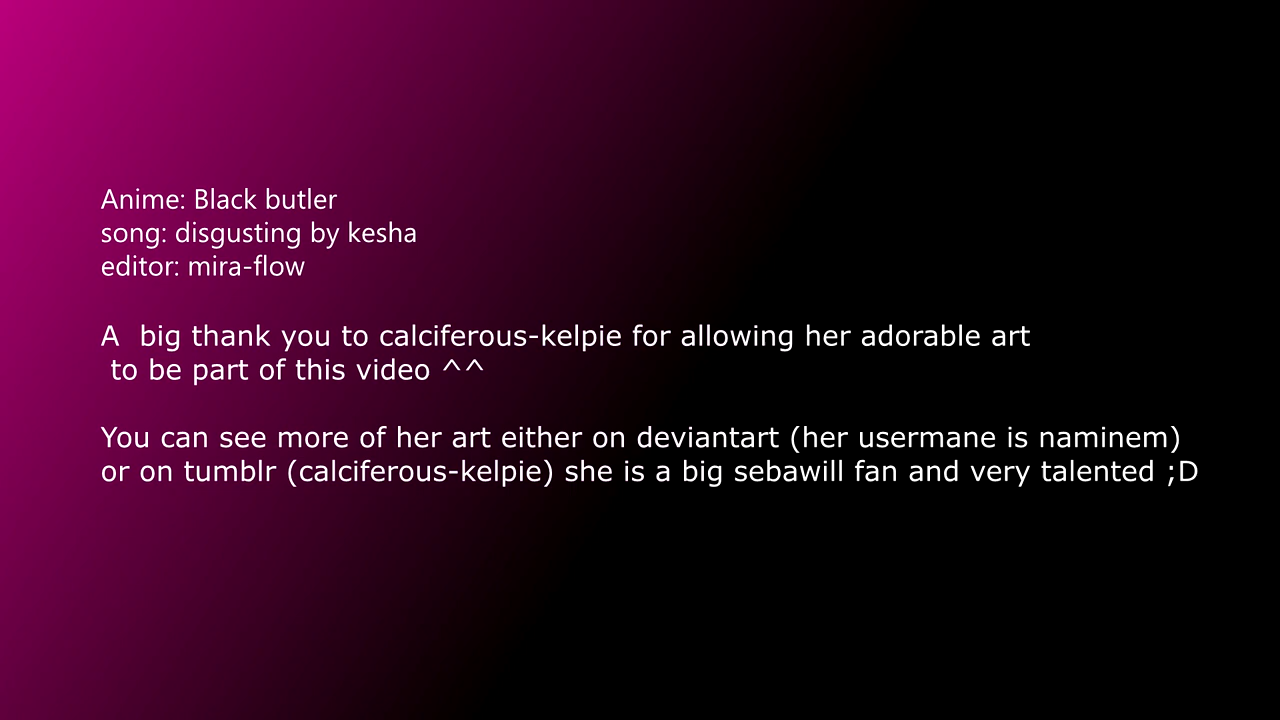 Anime: Black butler
song: disgusting by kesha
editor: mira-flow
A  big thank you to calciferous-kelpie for allowing her adorable art
to be part of this video ^^
You can see more of her art either on deviantart (her usermane is naminem)
or on tumblr (calciferous-kelpie) she is a big sebawill fan and very talented ;D